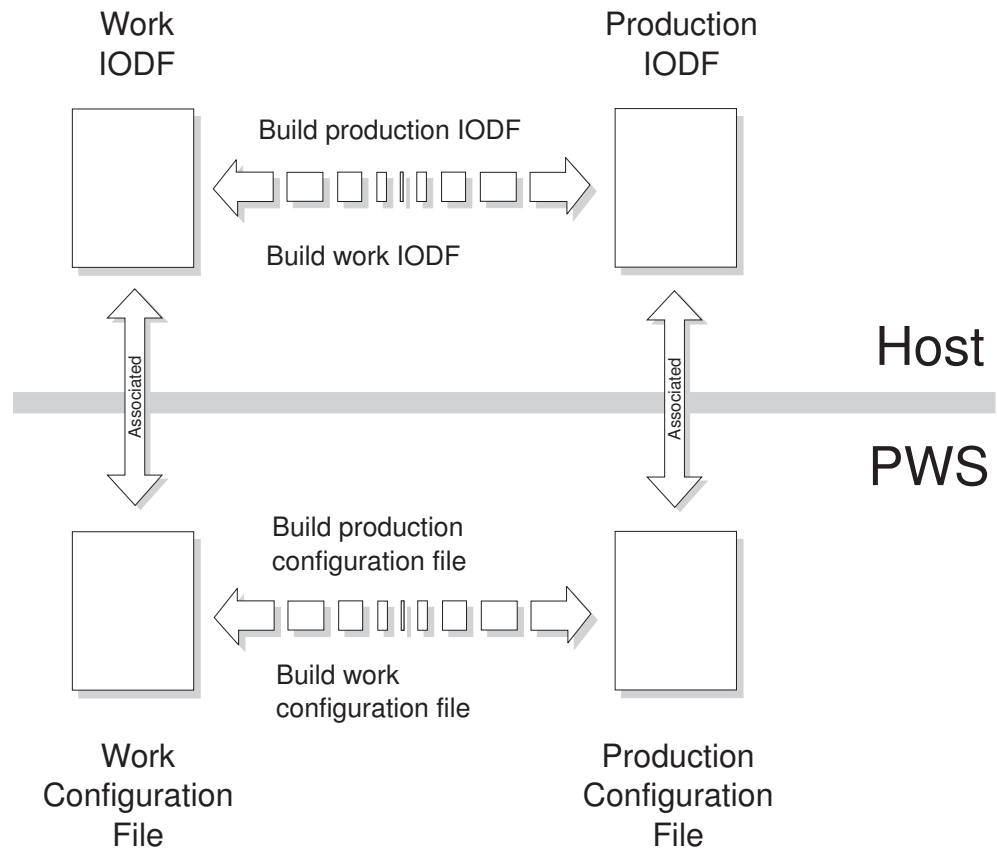 Work
IODF
Production
IODF
Build production IODF
Build work IODF
Host
Associated
Associated
PWS
Build production
configuration file
Build work
configuration file
Work
Configuration
File
Production
Configuration
File